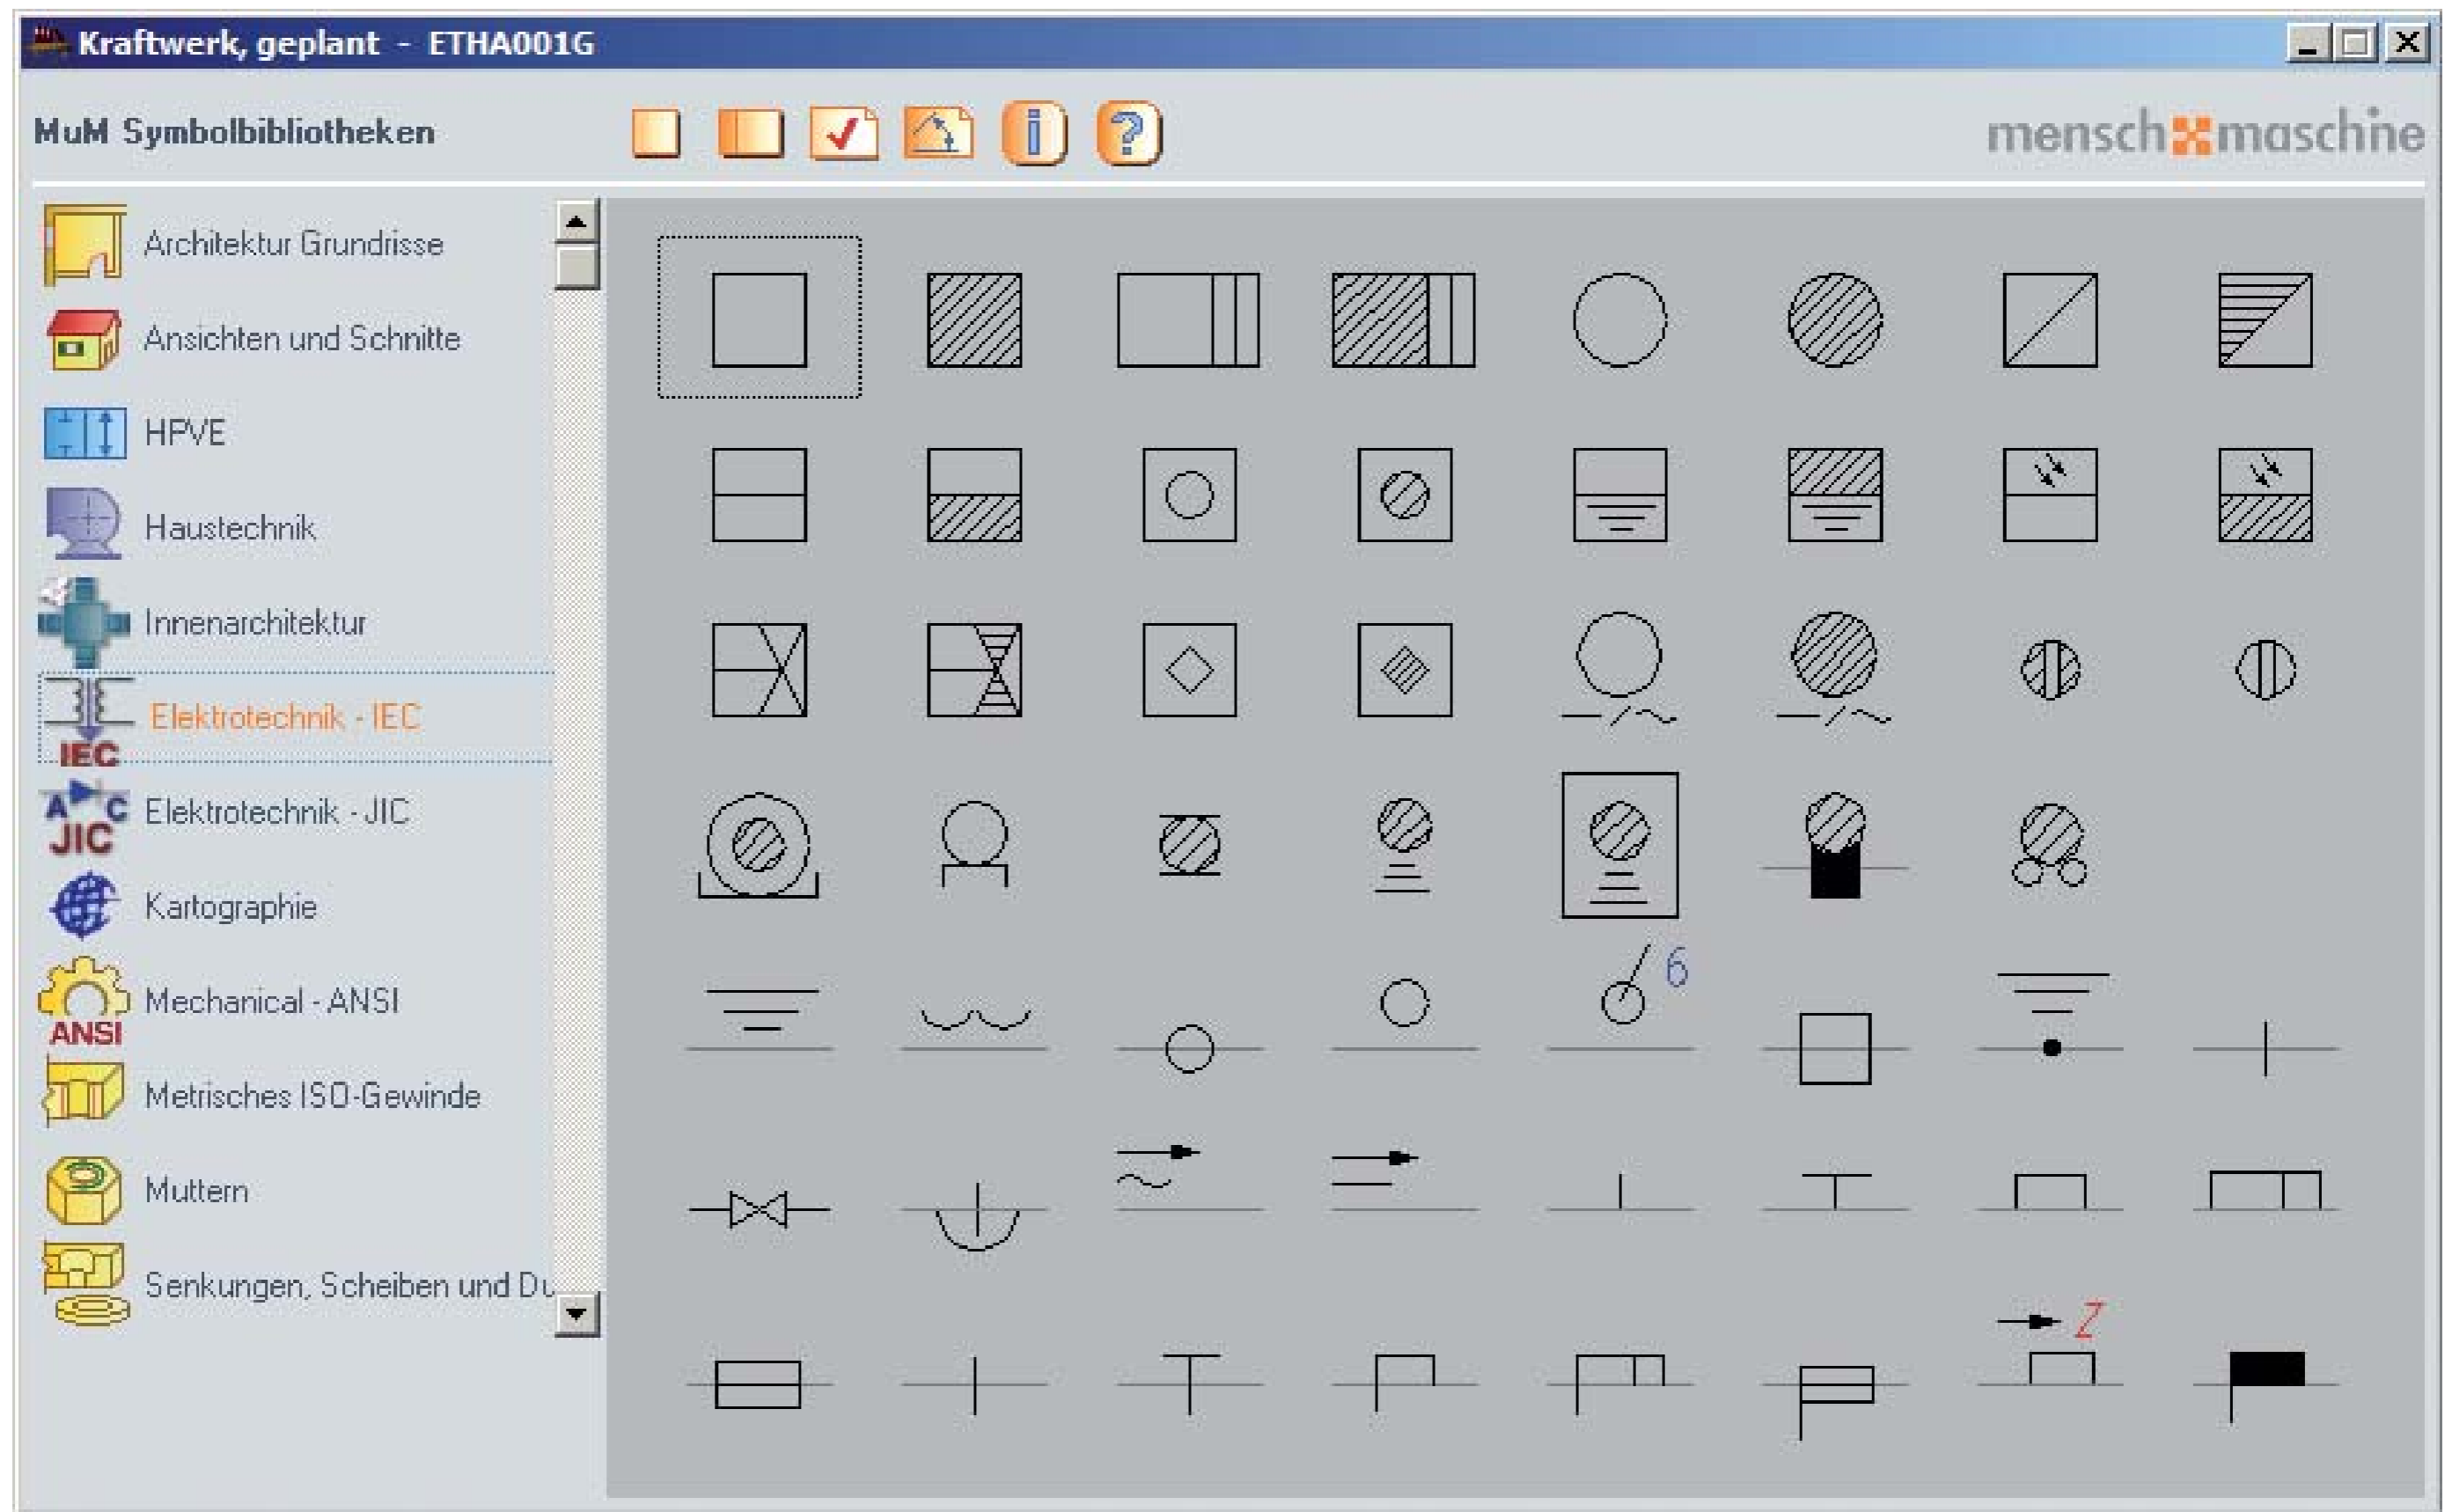 Kraftwerk, geplant - ETHA001G
MuM Symbolbibliotheken
i ?
mensch maschine
Architektur Grundrisse
Ansichten und Schnitte
HPVE
Haustechnik
Innenarchitektur
IEC
Elektrotechnik - IEC
A C
JIC
Elektrotechnik - JIC
Kartographie
ANSI
Mechanical - ANSI
Metrisches ISO-Gewinde
Muttern
Senkungen, Scheiben und Du
6
Z